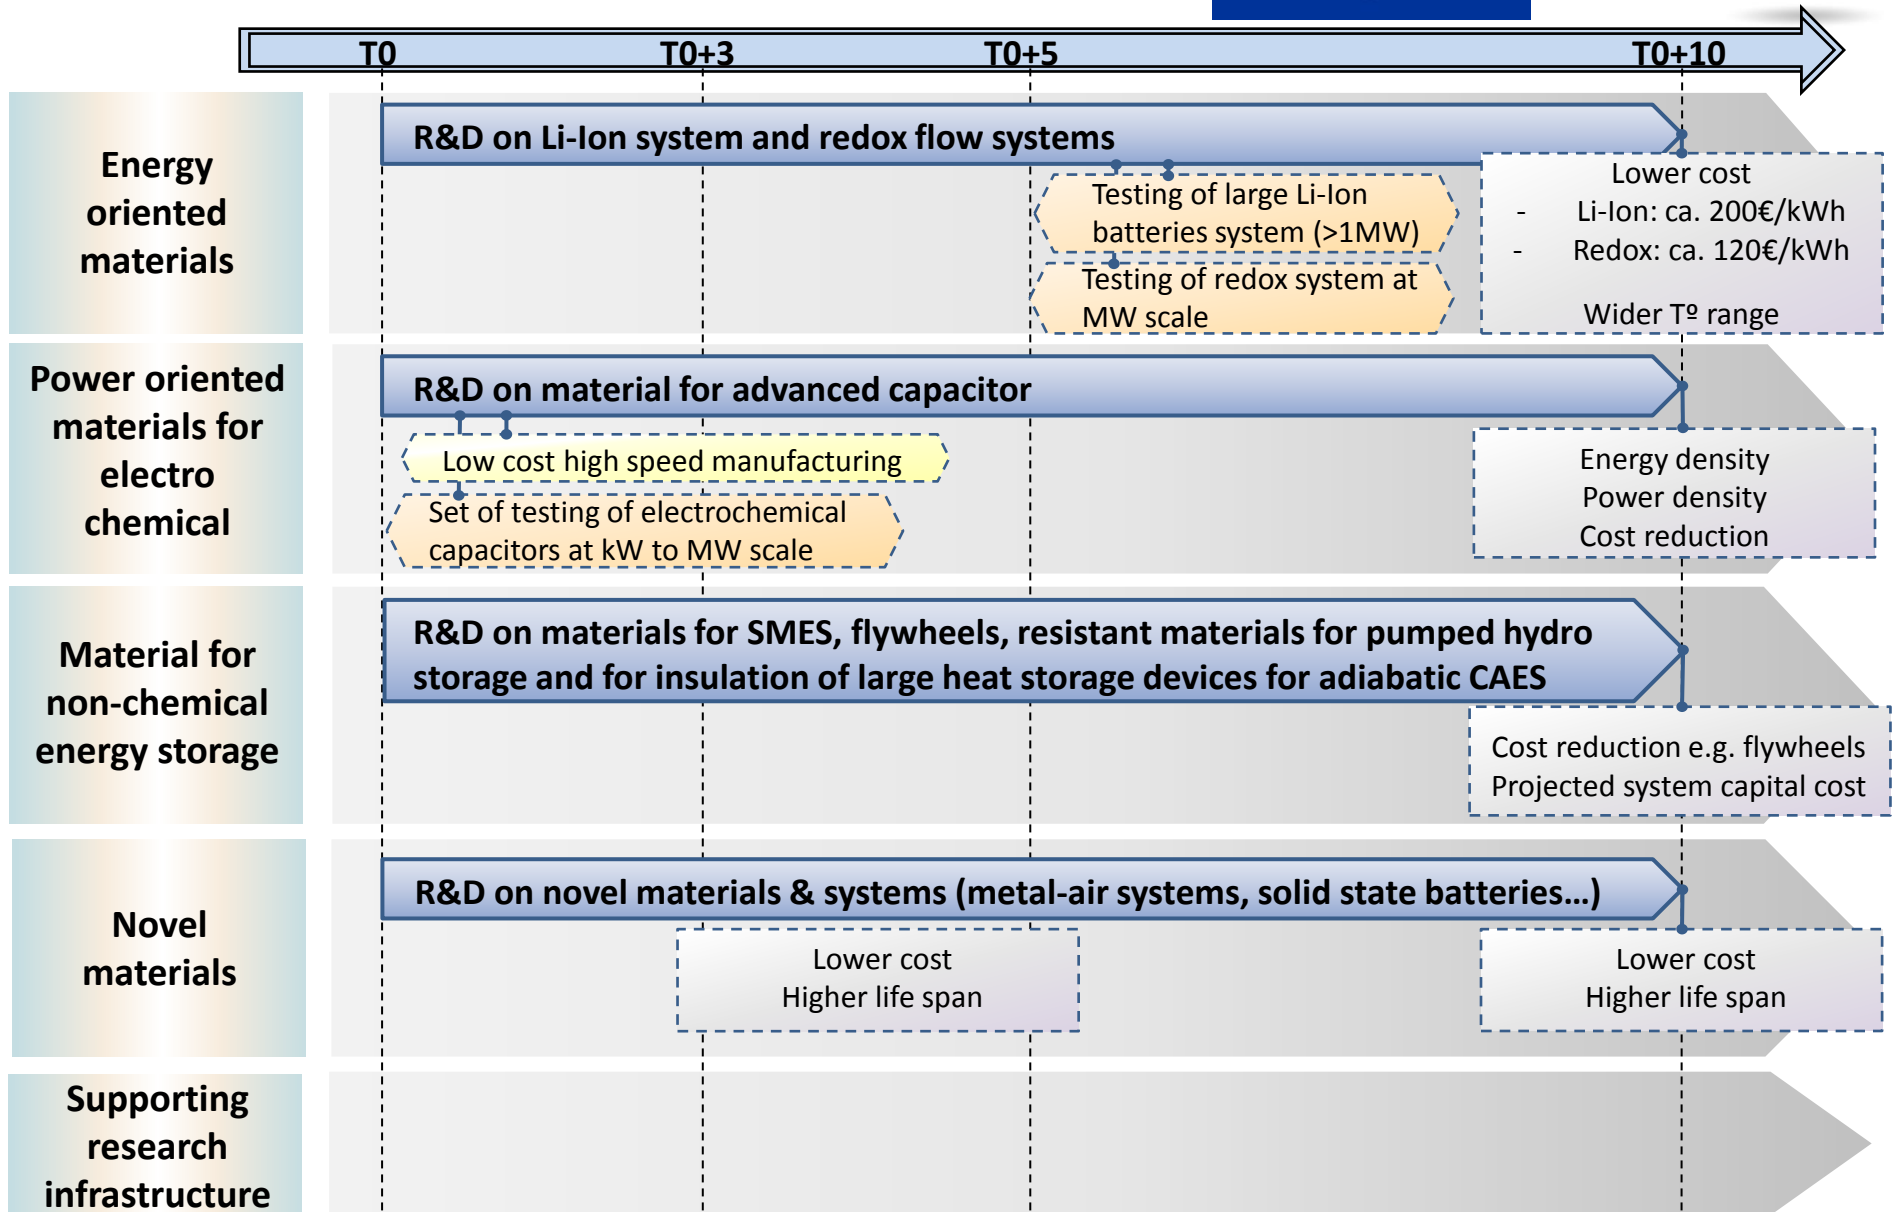 T0 T0+3 T0+5 T0+10
Energy
oriented
materials
R&D on Li-Ion system and redox flow systems
Testing of large Li-Ion
batteries system (>1MW)
Testing of redox system at
MW scale
Lower cost
- Li-Ion: ca. 200€/kWh
- Redox: ca. 120€/kWh
Wider Tº range
Power oriented
materials for
electro
chemical
R&D on material for advanced capacitor
Low cost high speed manufacturing
Set of testing of electrochemical
capacitors at kW to MW scale
Energy density
Power density
Cost reduction
Material for
non-chemical
energy storage
R&D on materials for SMES, flywheels, resistant materials for pumped hydro
storage and for insulation of large heat storage devices for adiabatic CAES
Cost reduction e.g. flywheels
Projected system capital cost
Novel
materials
R&D on novel materials & systems (metal-air systems, solid state batteries…)
Lower cost
Higher life span
Lower cost
Higher life span
Supporting
research
infrastructure